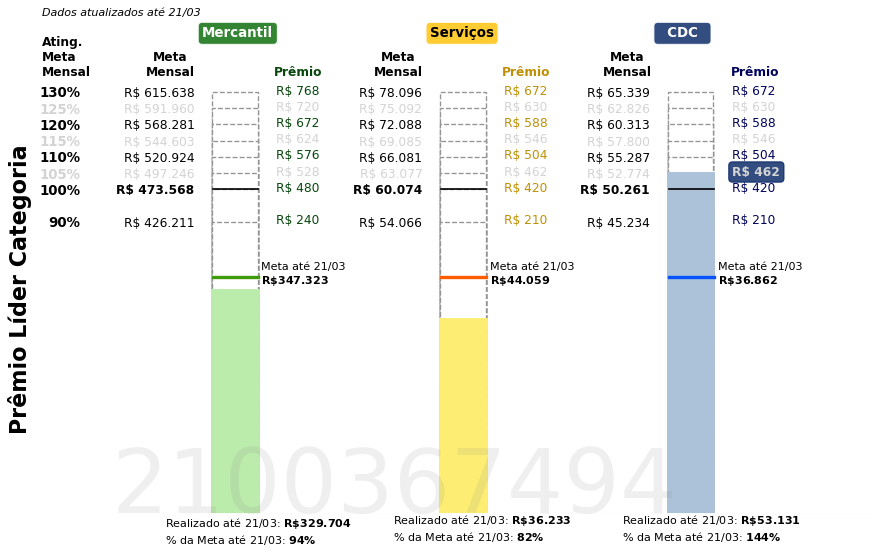 Dados atualizados até 21/03
Mercantil Serviços CDC
Ating.
Meta
Mensal
Meta
Mensal
Prêmio
Meta
Mensal
Prêmio
Meta
Mensal
Prêmio
130% R$ 615.638 R$ 768 R$ 78.096 R$ 672 R$ 65.339 R$ 672
125% R$ 591.960 R$ 720 R$ 75.092 R$ 630 R$ 62.826 R$ 630
120% R$ 568.281 R$ 672 R$ 72.088 R$ 588 R$ 60.313 R$ 588
115% R$ 544.603 R$ 624 R$ 69.085 R$ 546 R$ 57.800 R$ 546
110% R$ 520.924 R$ 576 R$ 66.081 R$ 504 R$ 55.287 R$ 504
105% R$ 497.246 R$ 528 R$ 63.077 R$ 462 R$ 52.774 R$ 462
100% R$ 473.568 R$ 480 R$ 60.074 R$ 420 R$ 50.261 R$ 420
90% R$ 426.211 R$ 240 R$ 54.066 R$ 210 R$ 45.234 R$ 210
Meta até 21/03
R$347.323
Meta até 21/03
R$44.059
Meta até 21/03
R$36.862
Prêmio Líder Categoria
2100367494
Realizado até 21/03: R$329.704
% da Meta até 21/03: 94%
Realizado até 21/03: R$36.233
% da Meta até 21/03: 82%
Realizado até 21/03: R$53.131
% da Meta até 21/03: 144%